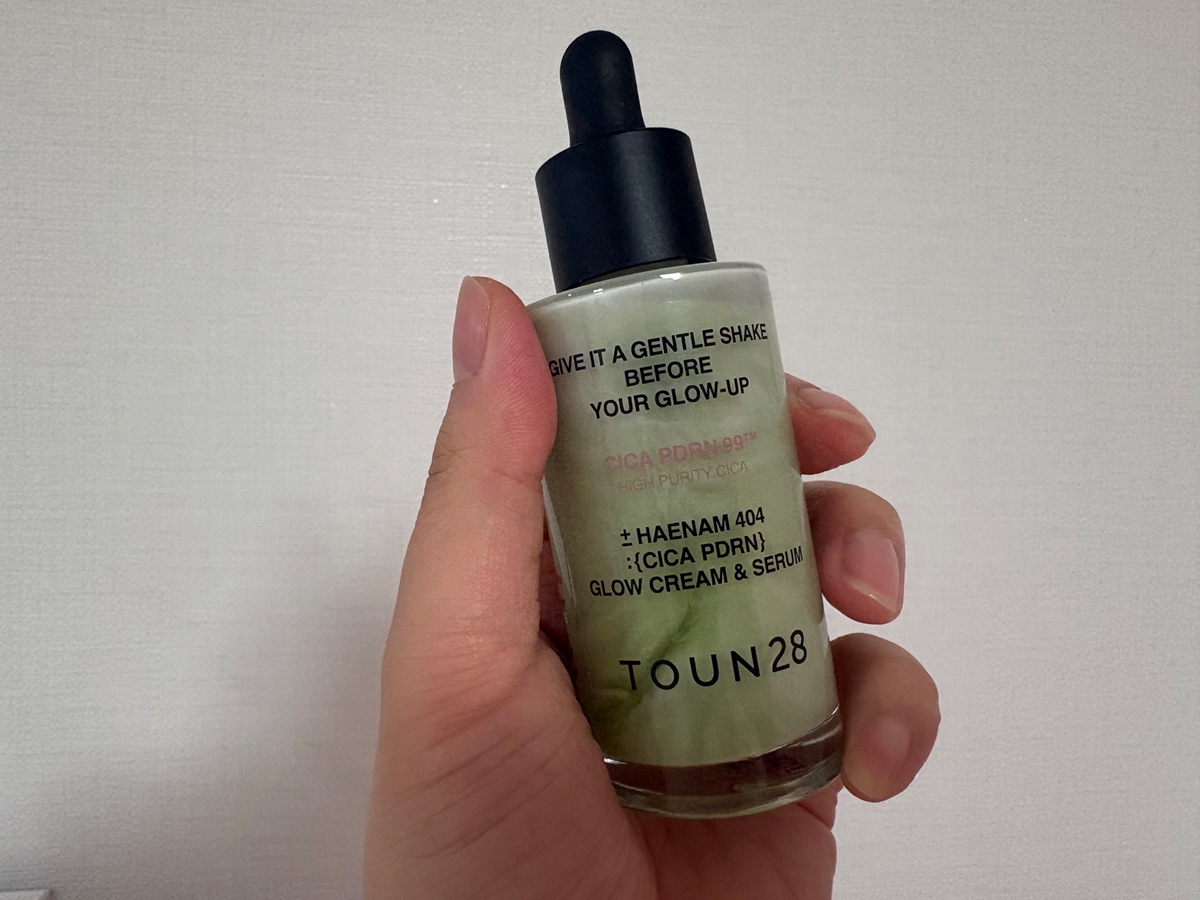 GIVE IT A GENTLE SHAKE
BEFORE
YOUR GLOW-UP
CICA PDRN 99™
HIGH PURITY CICA
± HAENAM 404
:{CICA PDRN}
GLOW CREAM & SERUM
TOUN28